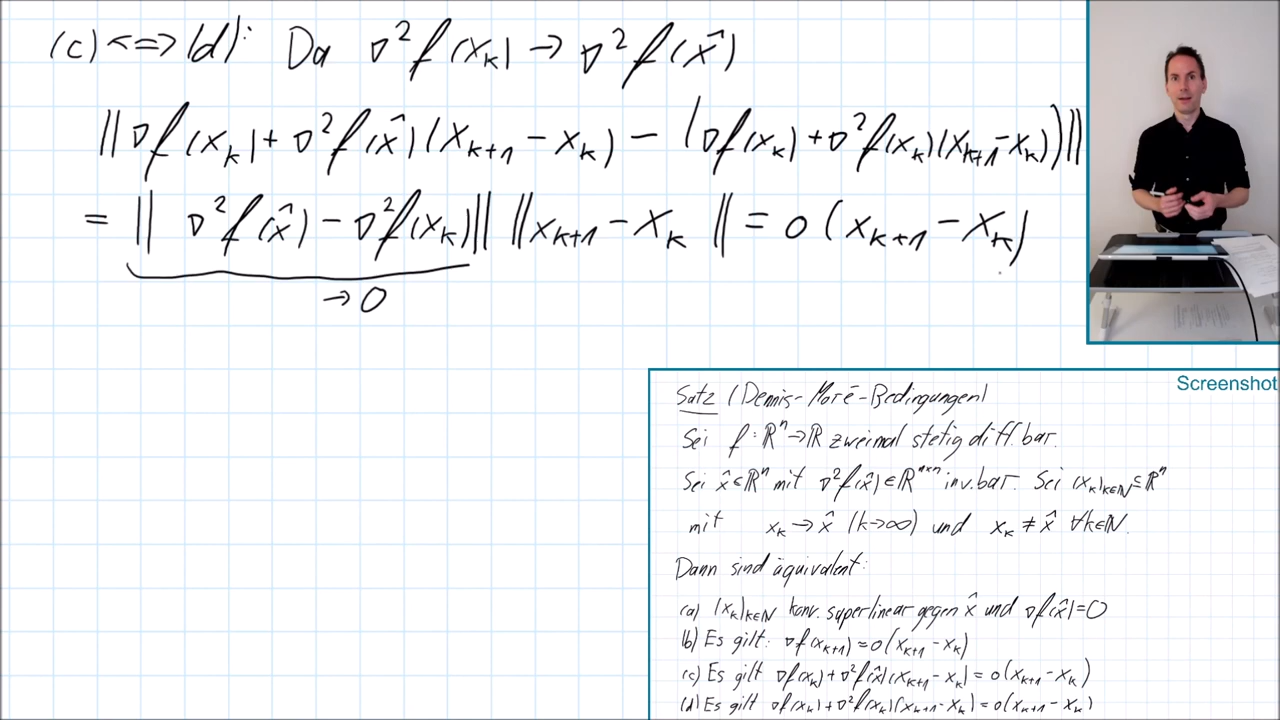 (c) <=> (d): Da ∇²f(x_k) → ∇²f(x̂)
||∇f(x_k) + ∇²f(x̂)(x_{k+1} − x_k) − (∇f(x_k) + ∇²f(x_k)(x_{k+1} − x_k))||
= || ∇²f(x̂) − ∇²f(x_k)|| ||x_{k+1} − x_k || = o(x_{k+1} − x_k)
→ 0
Screenshot
Satz (Dennis-Moré-Bedingungen)
Sei f: ℝⁿ → ℝ zweimal stetig diff.bar.
Sei x̂ ∈ ℝⁿ mit ∇²f(x̂) ∈ ℝⁿˣⁿ inv.bar. Sei (x_k)_{k∈ℕ} ⊆ ℝⁿ
mit x_k → x̂ (k→∞) und x_k ≠ x̂ ∀k∈ℕ.
Dann sind äquivalent:
(a) (x_k)_{k∈ℕ} konv. superlinear gegen x̂ und ∇f(x̂) = 0
(b) Es gilt: ∇f(x_{k+1}) = o(x_{k+1} − x_k)
(c) Es gilt ∇f(x_k) + ∇²f(x̂)(x_{k+1} − x_k) = o(x_{k+1} − x_k)
(d) Es gilt ∇f(x_k) + ∇²f(x_k)(x_{k+1} − x_k) = o(x_{k+1} − x_k)